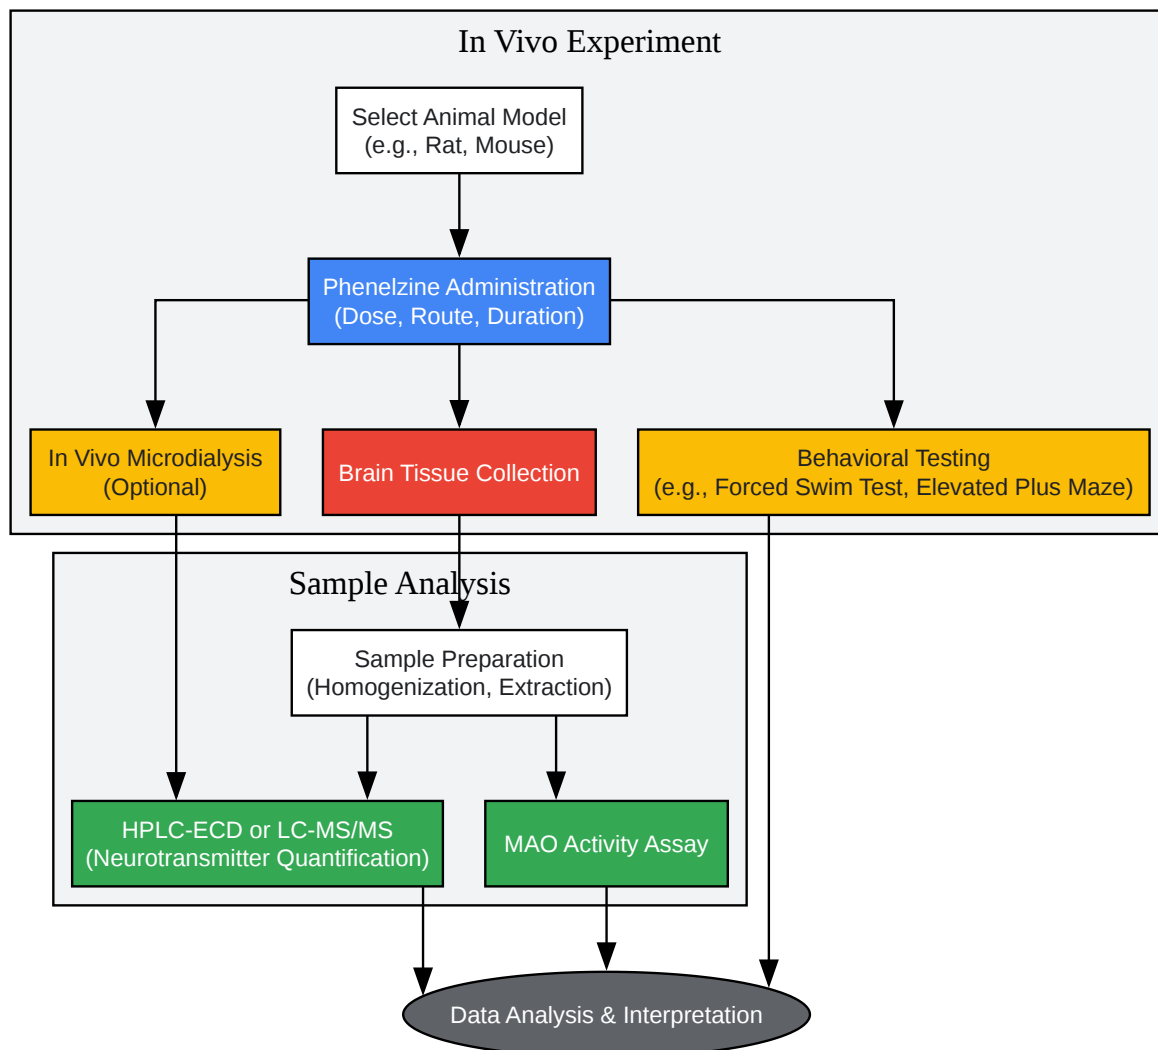 In Vivo Experiment
Select Animal Model
(e.g., Rat, Mouse)
Phenelzine Administration
(Dose, Route, Duration)
In Vivo Microdialysis
(Optional)
Brain Tissue Collection
Behavioral Testing
(e.g., Forced Swim Test, Elevated Plus Maze)
Sample Analysis
Sample Preparation
(Homogenization, Extraction)
HPLC-ECD or LC-MS/MS
(Neurotransmitter Quantification)
MAO Activity Assay
Data Analysis & Interpretation